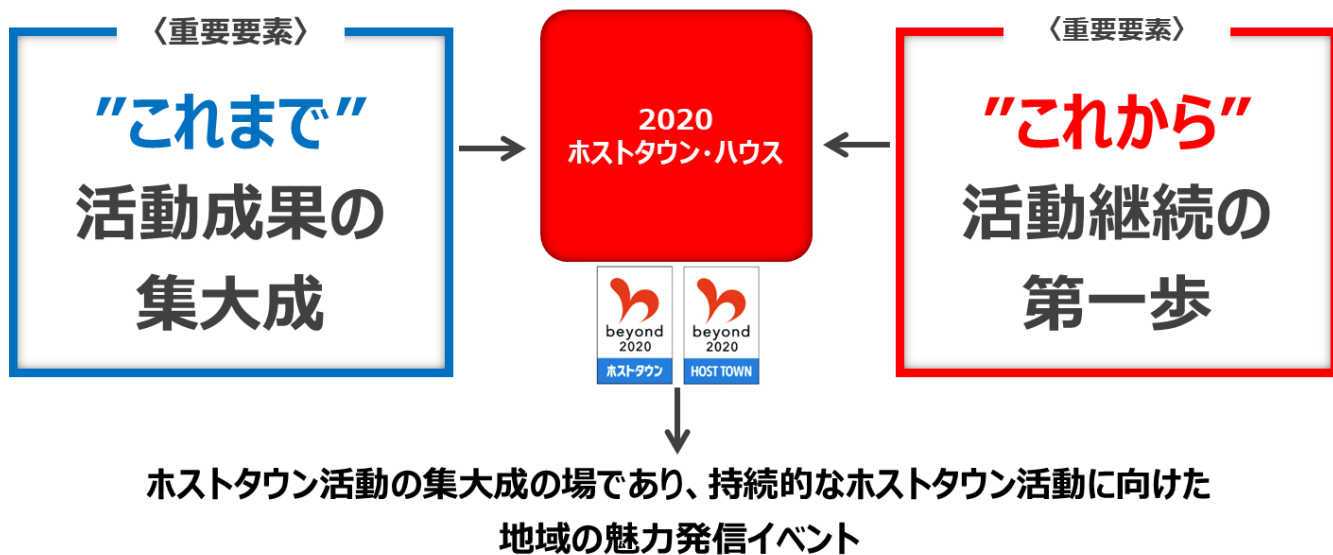 〈重要要素〉
”これまで”
活動成果の
集大成
2020
ホストタウン・ハウス
〈重要要素〉
”これから”
活動継続の
第一歩
beyond
2020
ホストタウン
beyond
2020
HOST TOWN
ホストタウン活動の集大成の場であり、持続的なホストタウン活動に向けた
地域の魅力発信イベント